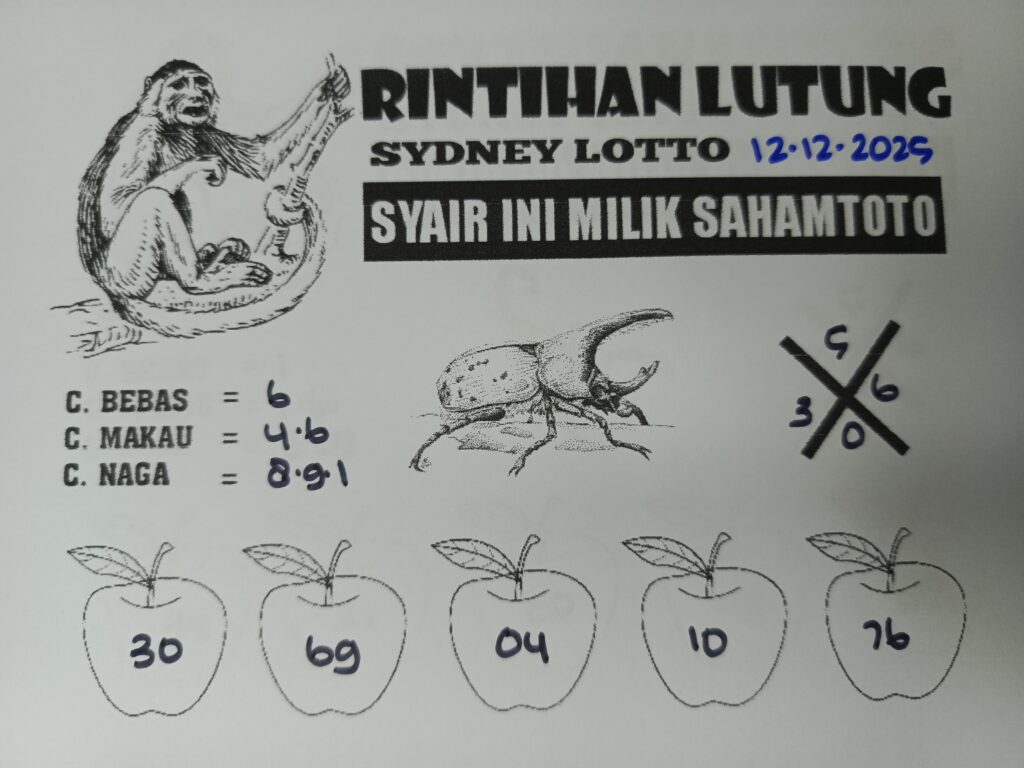 RINTIHAN LUTUNG
SYDNEY LOTTO 12.12.2025
SYAIR INI MILIK SAHAMTOTO
C. BEBAS = 6
C. MAKAU = 4.6
C. NAGA = 8.9.1
5
3 6
0
30 69 04 10 76